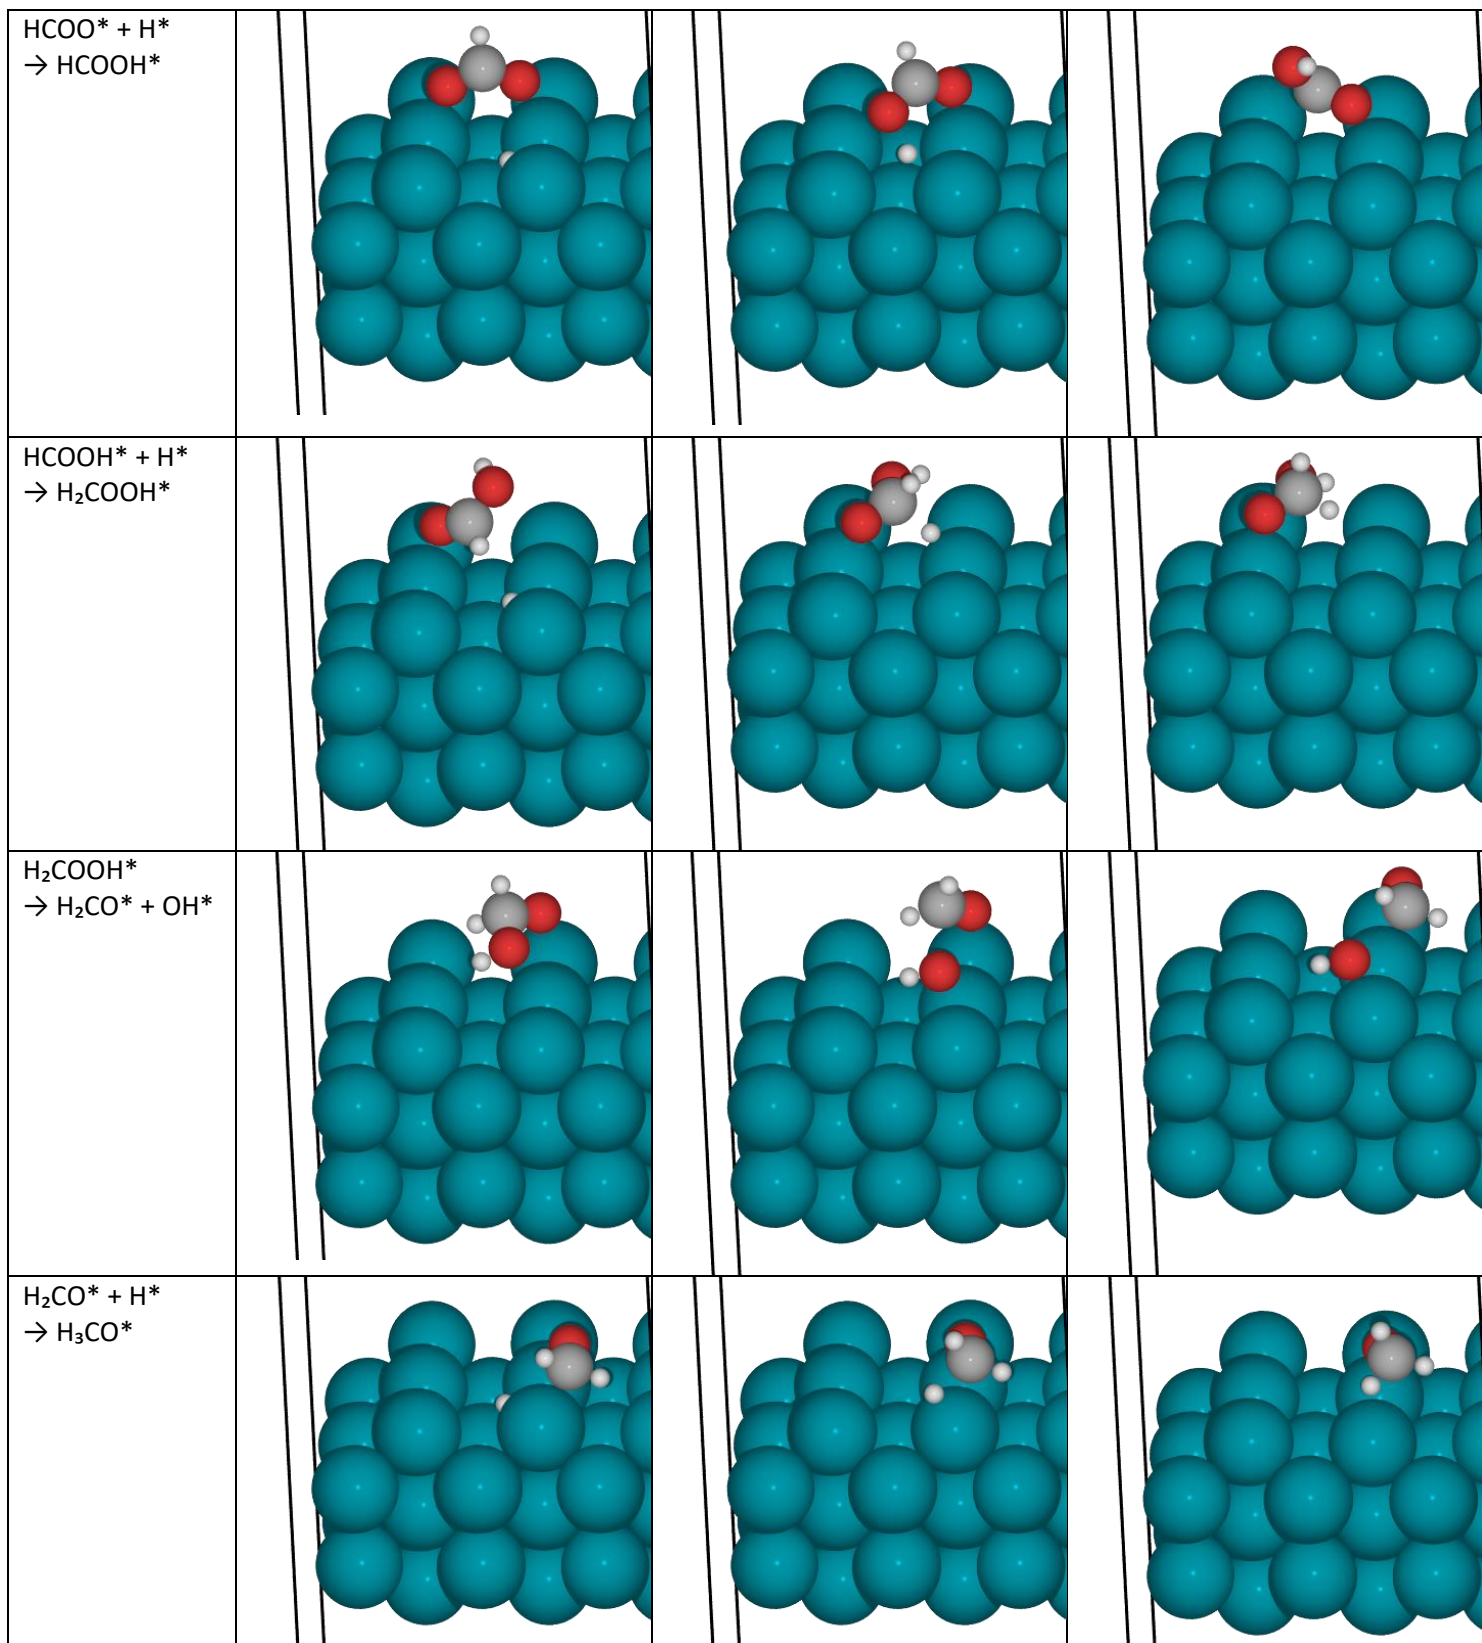 HCOO* + H*
→ HCOOH*
HCOOH* + H*
→ H₂COOH*
H₂COOH*
→ H₂CO* + OH*
H₂CO* + H*
→ H₃CO*